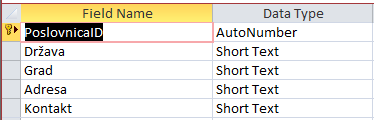 Field Name Data Type
PoslovnicaID AutoNumber
Država Short Text
Grad Short Text
Adresa Short Text
Kontakt Short Text